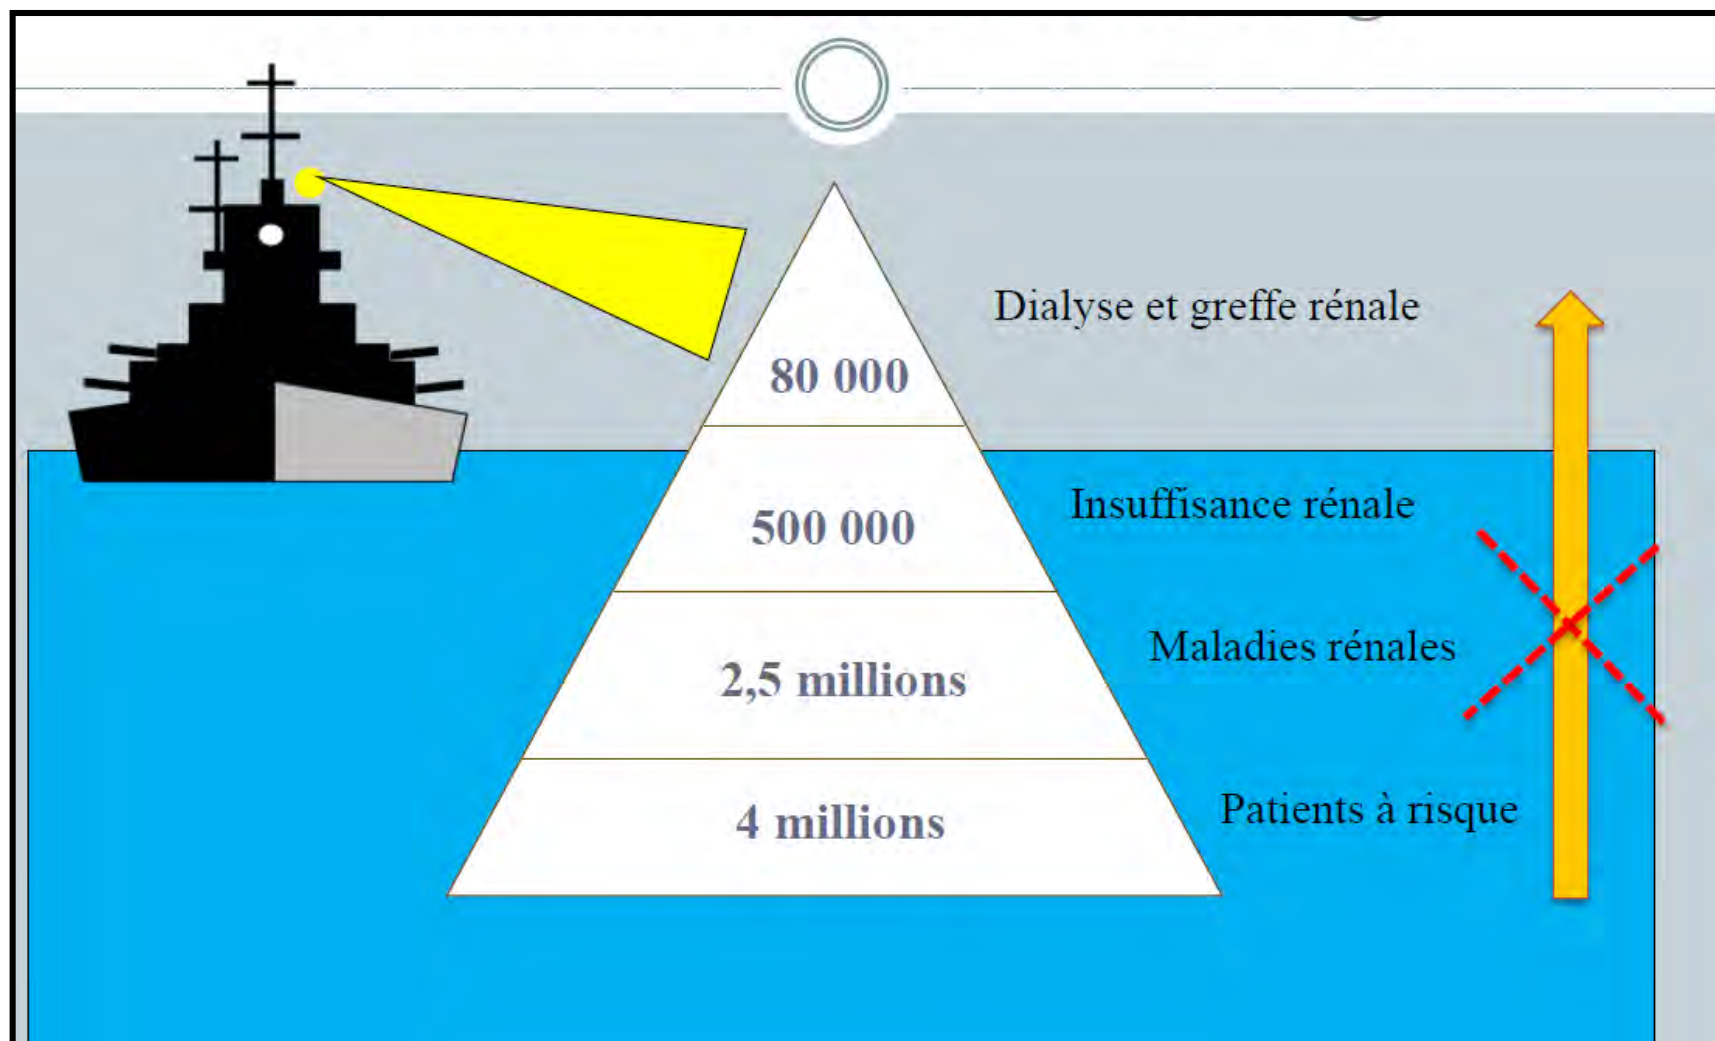 Dialyse et greffe rénale
80 000
Insuffisance rénale
500 000
Maladies rénales
2,5 millions
Patients à risque
4 millions